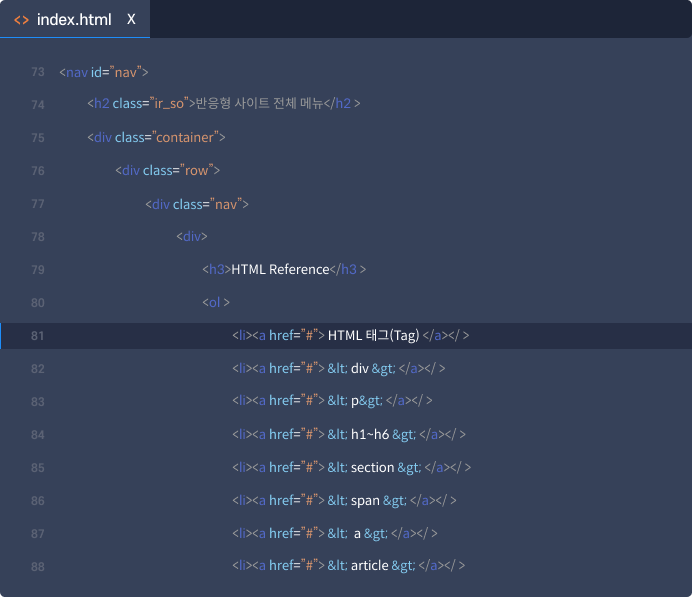 <> index.html X
73 <nav id="nav">
74 <h2 class="ir_so">반응형 사이트 전체 메뉴</h2 >
75 <div class="container">
76 <div class="row">
77 <div class="nav">
78 <div>
79 <h3>HTML Reference</h3 >
80 <ol >
81 <li><a href="#"> HTML 태그(Tag) </a></ >
82 <li><a href="#"> &lt; div &gt; </a></ >
83 <li><a href="#"> &lt; p&gt; </a></ >
84 <li><a href="#"> &lt; h1~h6 &gt; </a></ >
85 <li><a href="#"> &lt; section &gt; </a></ >
86 <li><a href="#"> &lt; span &gt; </a></ >
87 <li><a href="#"> &lt; a &gt; </a></ >
88 <li><a href="#"> &lt; article &gt; </a></ >